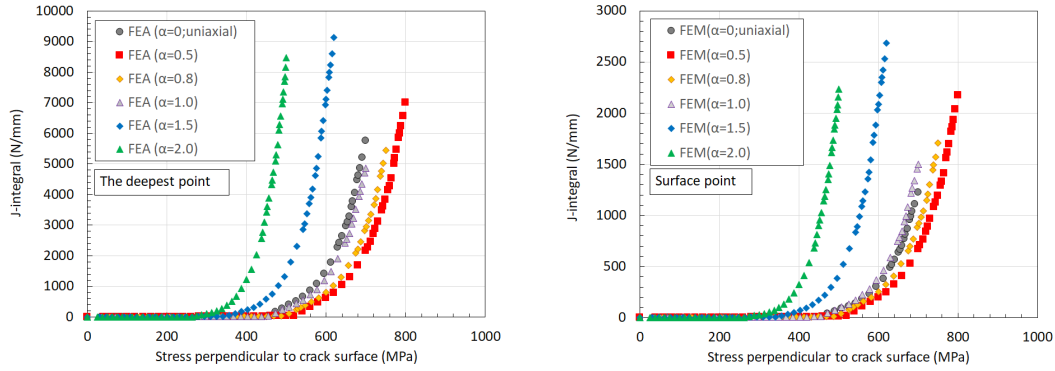 10000
9000
8000
7000
6000
5000
4000
3000
2000
1000
0
J-integral (N/mm)
FEA (α=0;uniaxial)
FEA (α=0.5)
FEA (α=0.8)
FEA (α=1.0)
FEA (α=1.5)
FEA (α=2.0)
The deepest point
0 200 400 600 800 1000
Stress perpendicular to crack surface (MPa)
3000
2500
2000
1500
1000
500
0
J-integral (N/mm)
FEM(α=0;uniaxial)
FEM(α=0.5)
FEM(α=0.8)
FEM(α=1.0)
FEM(α=1.5)
FEM(α=2.0)
Surface point
0 200 400 600 800 1000
Stress perpendicular to crack surface (MPa)